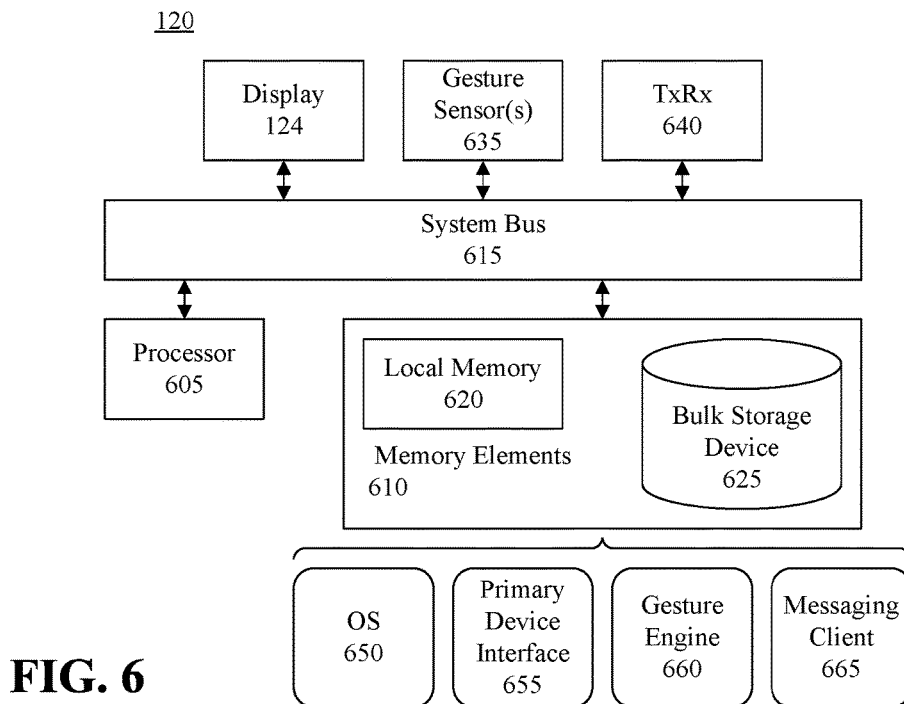 120
Display
124
Gesture
Sensor(s)
635
TxRx
640
System Bus
615
Processor
605
Local Memory
620
Memory Elements
610
Bulk Storage
Device
625
OS
650
Primary
Device
Interface
655
Gesture
Engine
660
Messaging
Client
665
FIG. 6